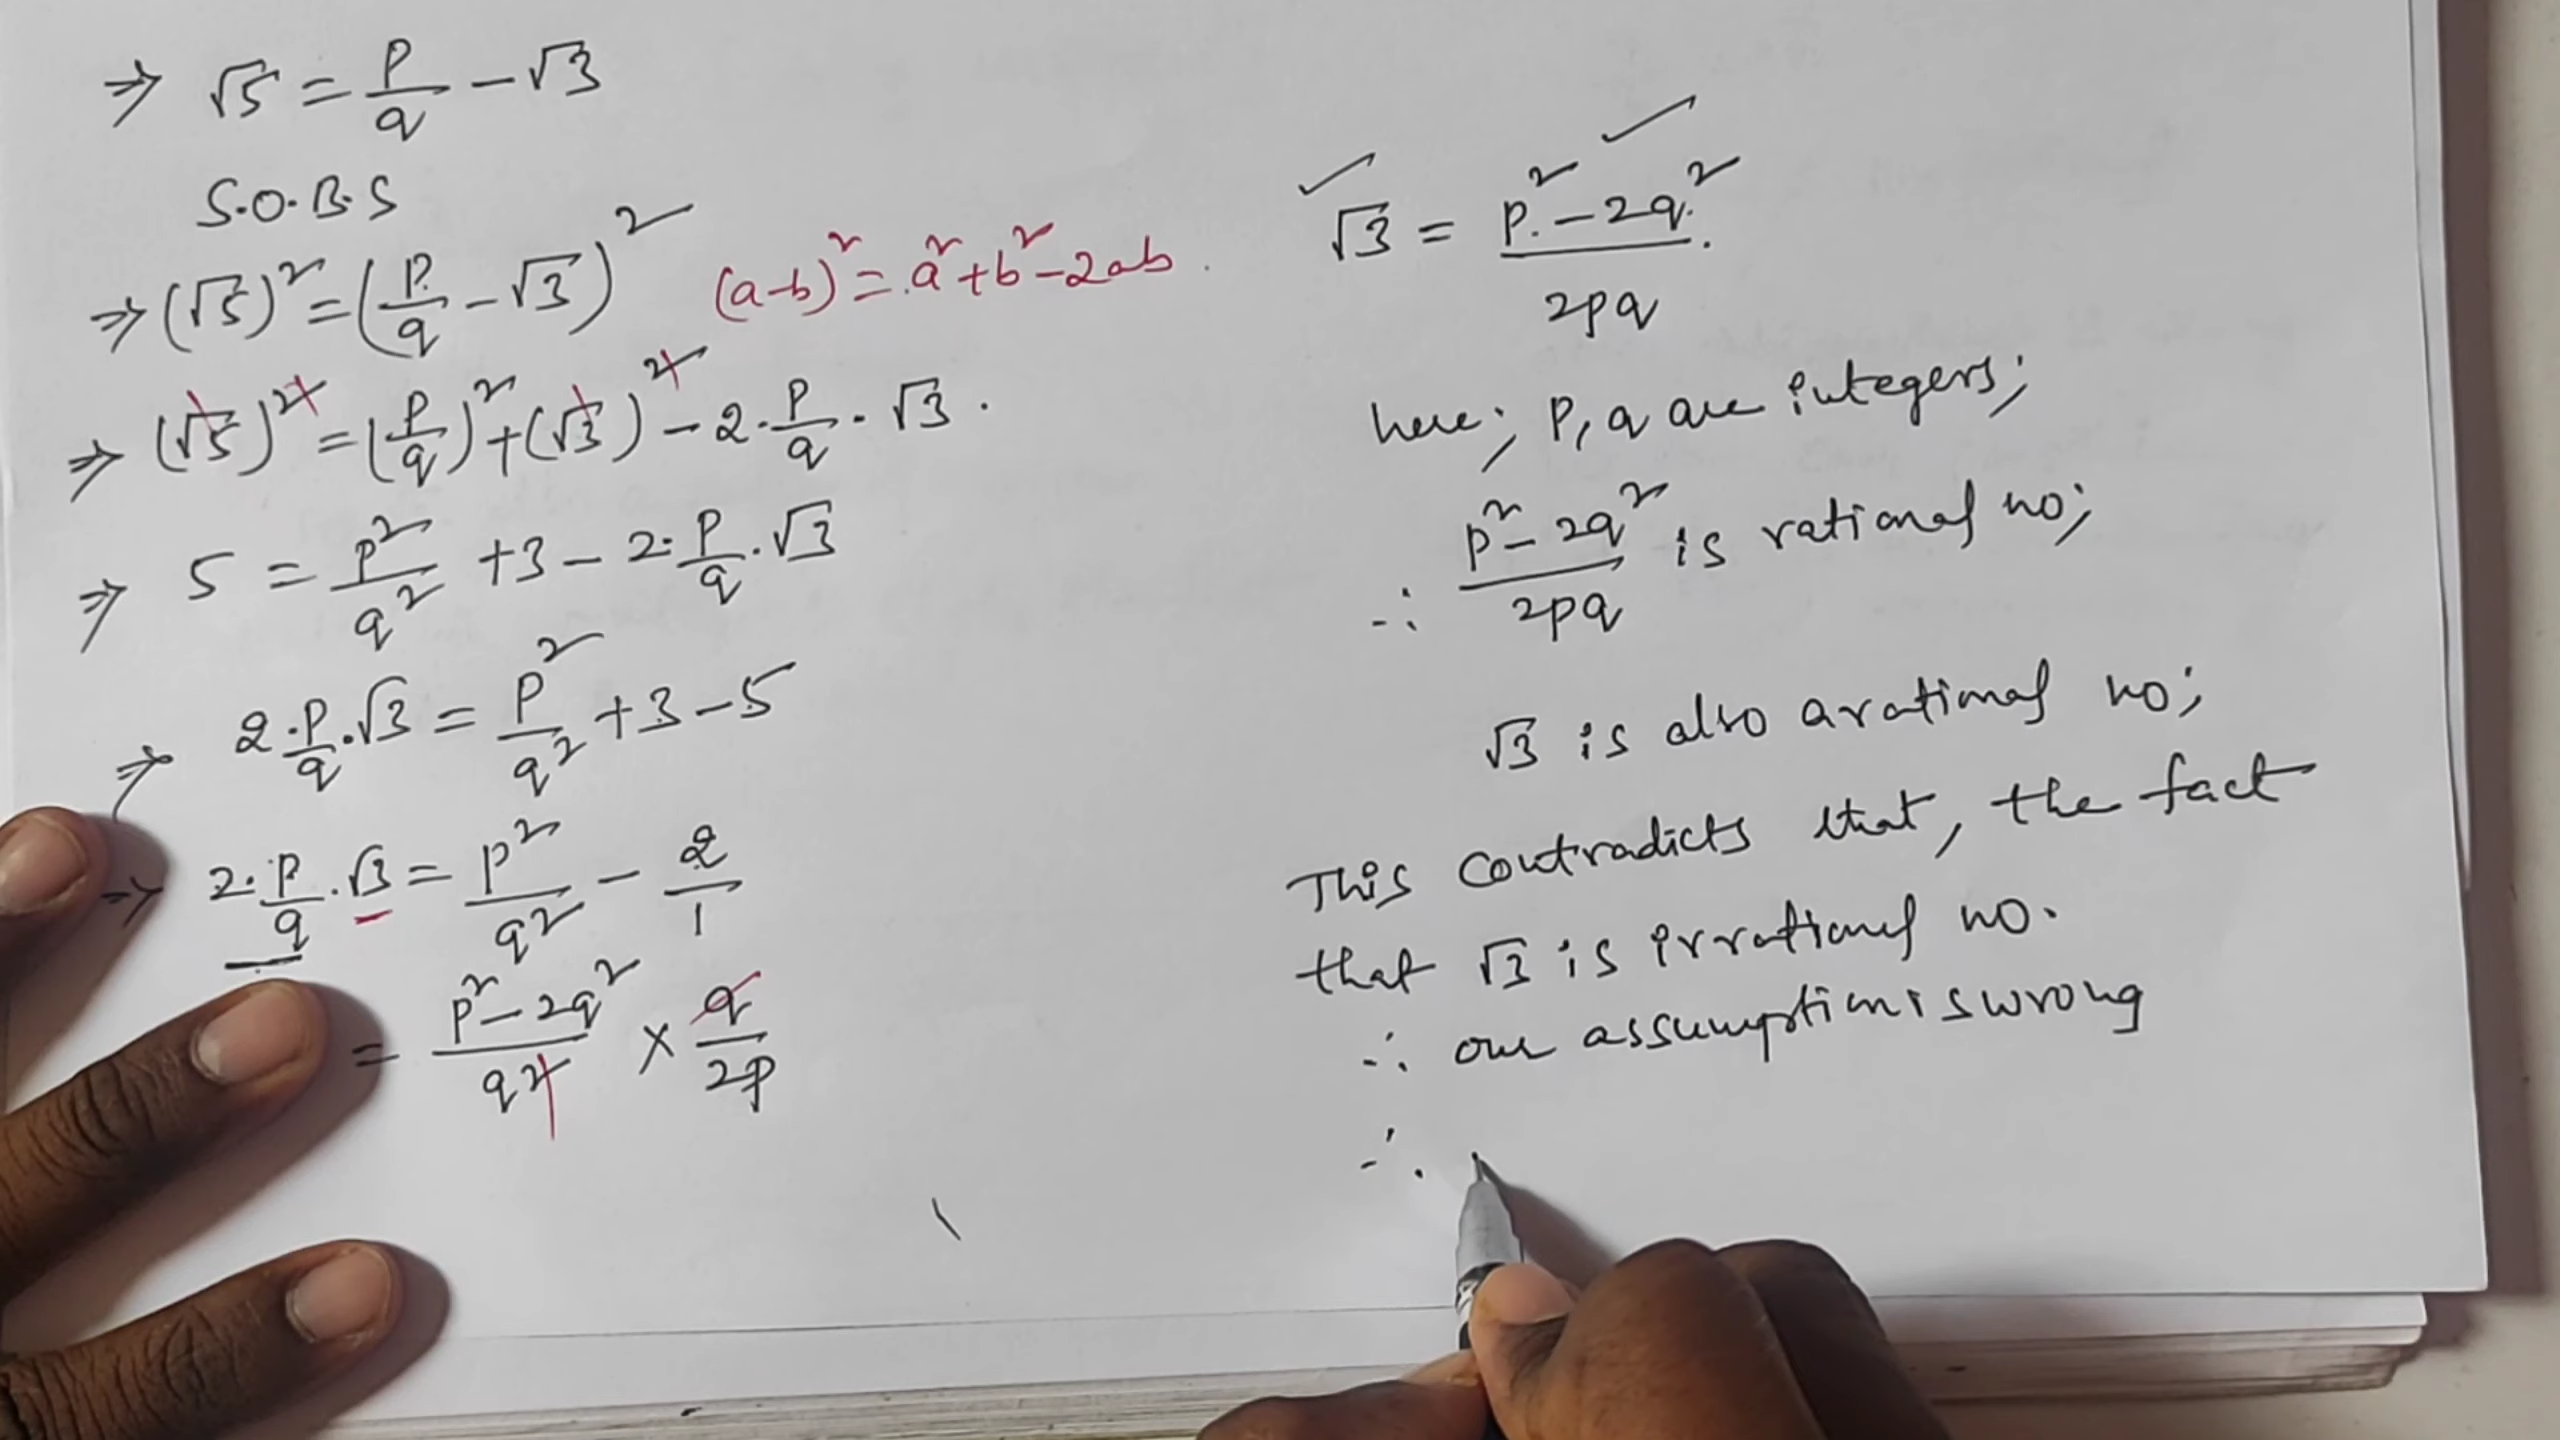 ⇒ √5 = p/q − √3
S.O.B.S
⇒ (√5)² = (p/q − √3)² (a-b)² = a² + b² − 2ab
⇒ (√5)² = (p/q)² + (√3)² − 2·p/q·√3.
⇒ 5 = p²/q² + 3 − 2·p/q·√3
⇒ 2·p/q·√3 = p²/q² + 3 − 5
⇒ 2·p/q·√3 = p²/q² − 2/1
= p² − 2q²/q² × q/2p
√3 = p² − 2q²/2pq
here; p, q are integers;
∴ p² − 2q²/2pq is rational no;
√3 is also a rational no;
This contradicts that, the fact
that √3 is irrational no.
∴ our assumption is wrong
∴